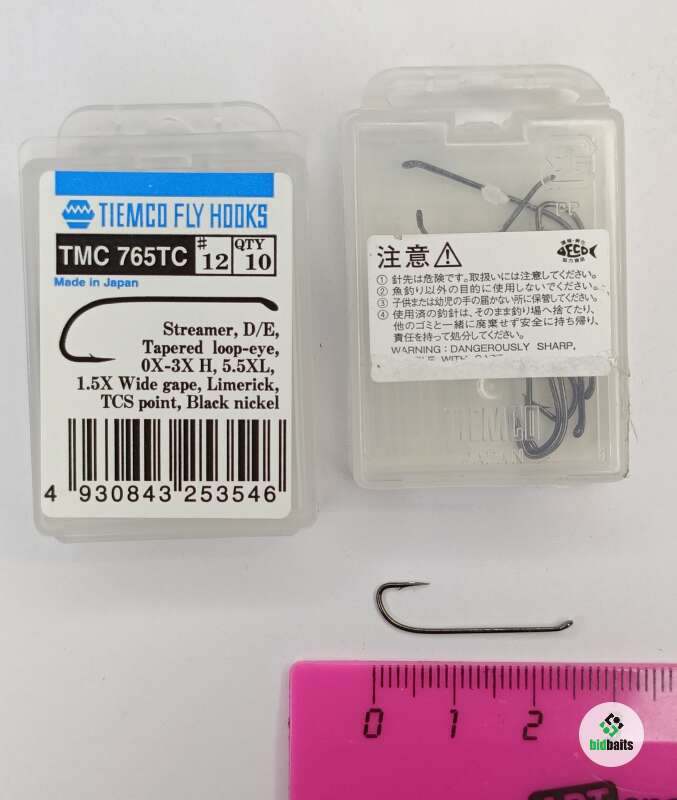 TIEMCO FLY HOOKS
TMC 765TC
#
12
QTY
10
Made in Japan
Streamer, D/E,
Tapered loop-eye,
0X-3X H, 5.5XL,
1.5X Wide gape, Limerick,
TCS point, Black nickel
4 930843 253546
PP
注意
ECO
① 針先は危険です。取扱いには注意してください。
② 魚釣り以外の目的に使用しないでください。
③ 子供または幼児の手の届かない所に保管してください。
④ 使用済の釣針は、そのまま釣り場へ捨てたり、
他のゴミと一緒に廃棄せず安全に持ち帰り、
責任を持って処分してください。
WARNING: DANGEROUSLY SHARP,
TIEMCO
JAPAN
0 1 2
bidbaits